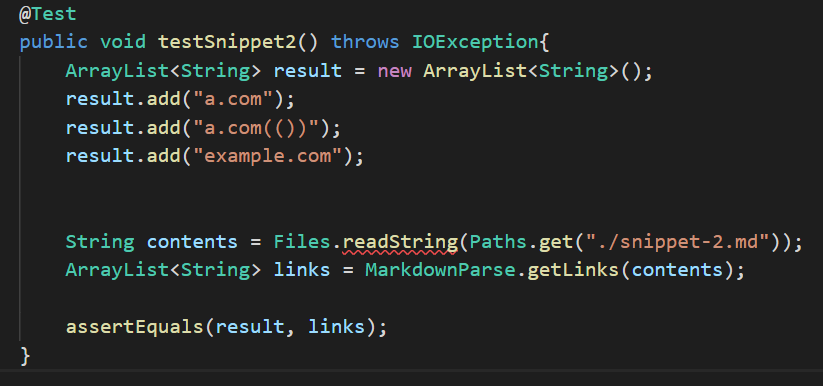 @Test
public void testSnippet2() throws IOException{
ArrayList<String> result = new ArrayList<String>();
result.add("a.com");
result.add("a.com(())");
result.add("example.com");
String contents = Files.readString(Paths.get("./snippet-2.md"));
ArrayList<String> links = MarkdownParse.getLinks(contents);
assertEquals(result, links);
}